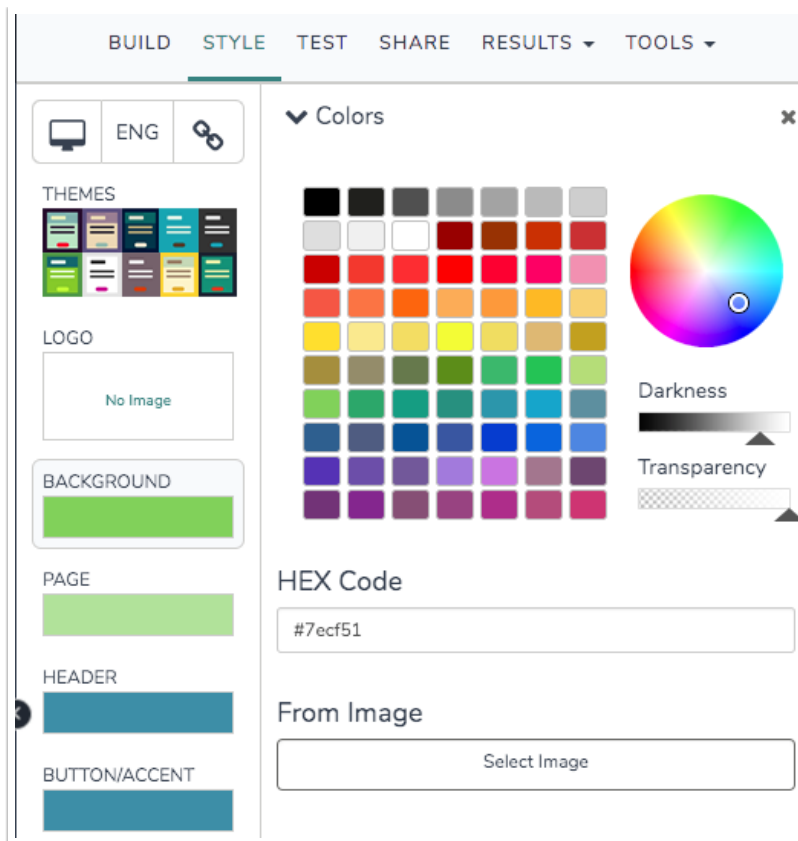 BUILD STYLE TEST SHARE RESULTS TOOLS
ENG
Colors
THEMES
LOGO
No Image
Darkness
Transparency
BACKGROUND
HEX Code
#7ecf51
PAGE
HEADER
From Image
Select Image
BUTTON/ACCENT